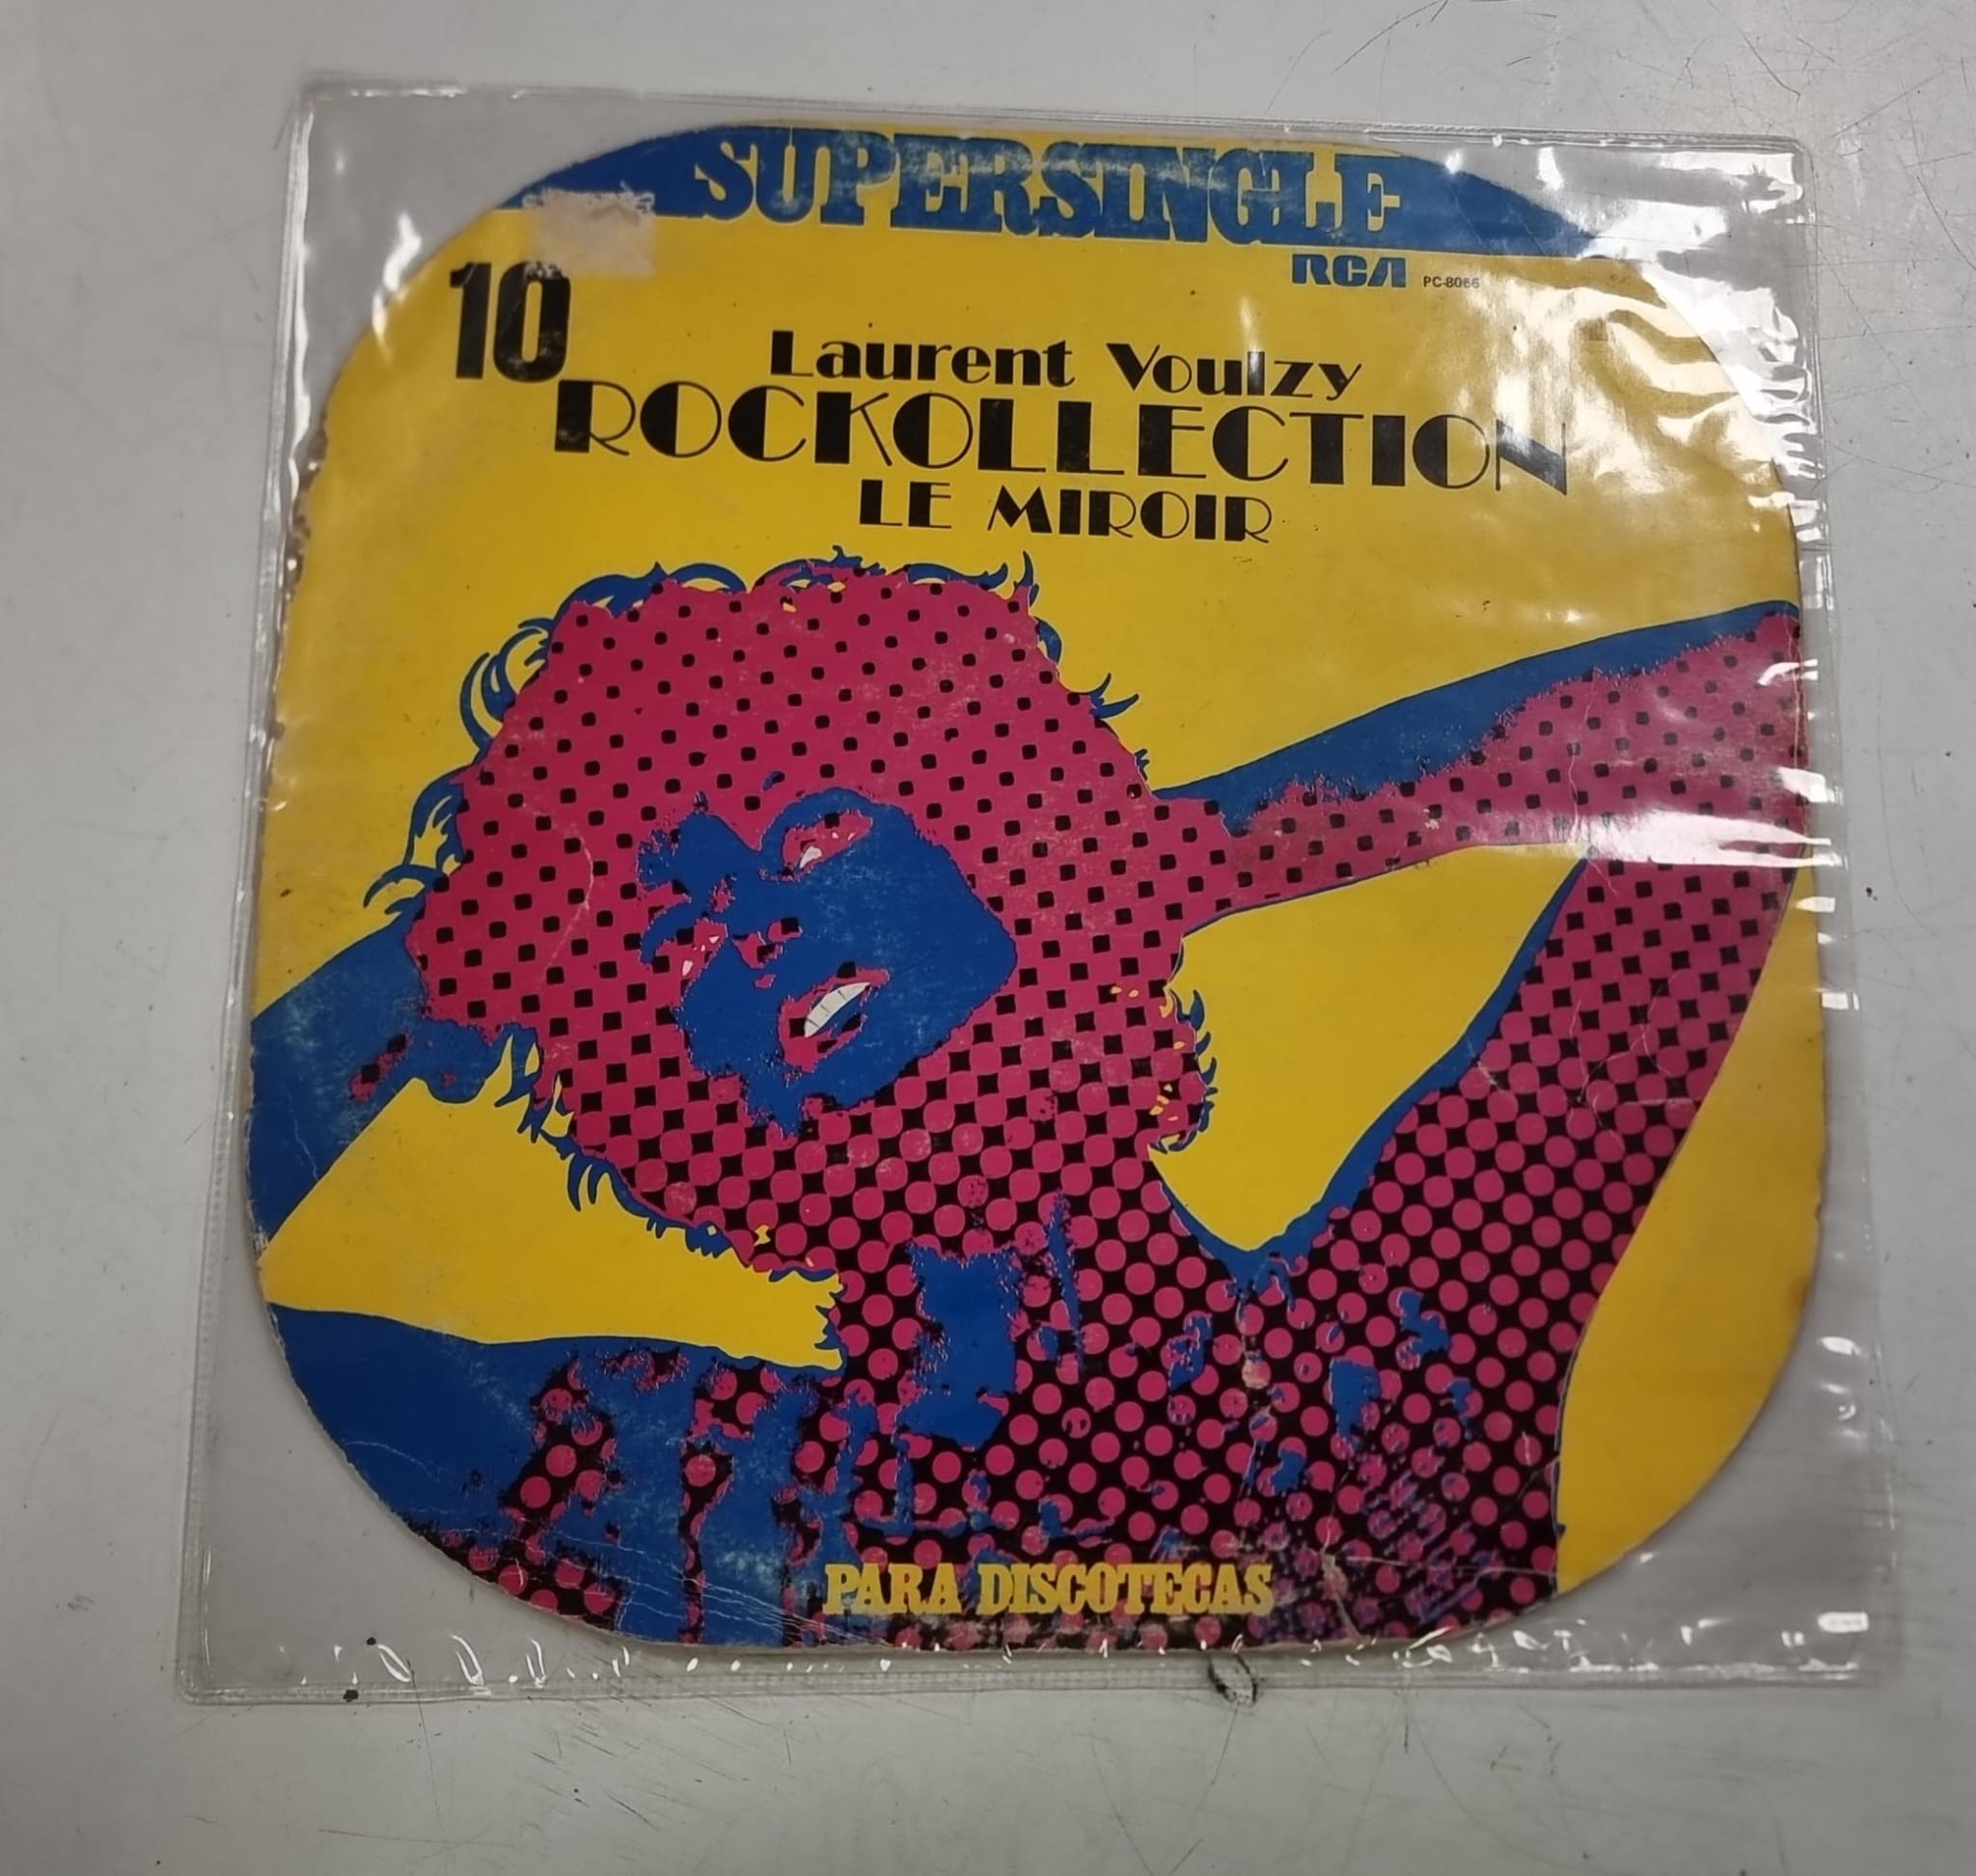 SUPERSINGLE
RCA PC-8066
10
Laurent Voulzy
ROCKOLLECTION
LE MIROIR
PARA DISCOTECAS